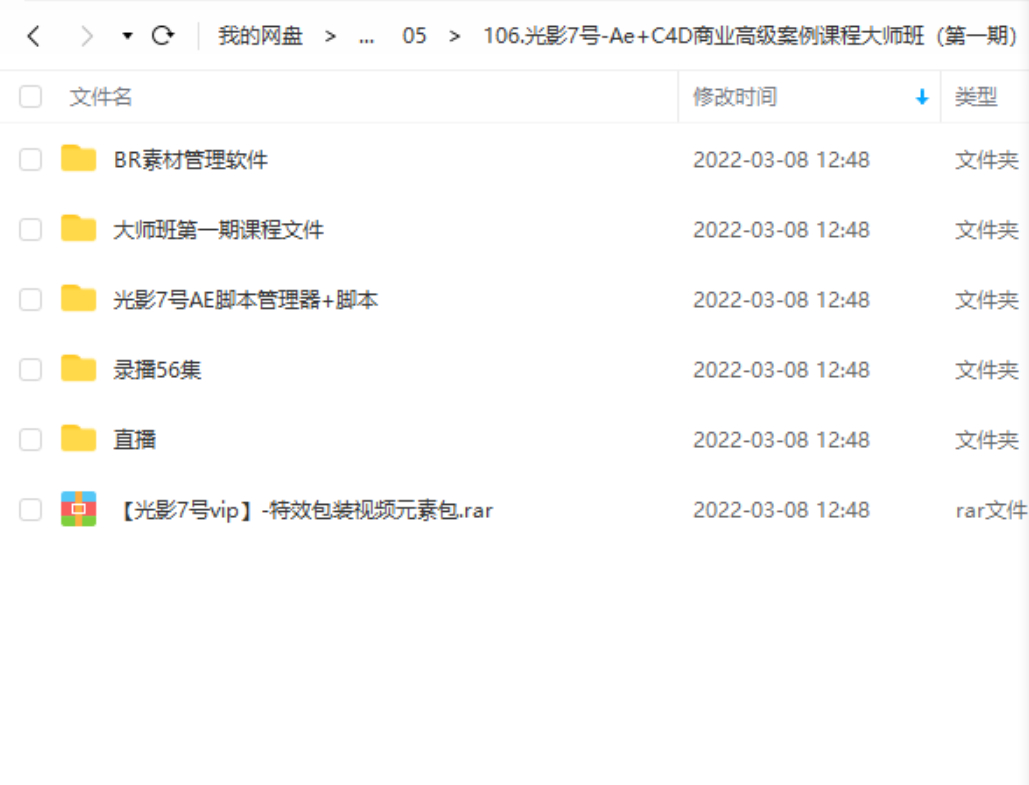 我的网盘 > ... 05 > 106.光影7号-Ae+C4D商业高级案例课程大师班（第一期）
文件名 修改时间 类型
BR素材管理软件 2022-03-08 12:48 文件夹
大师班第一期课程文件 2022-03-08 12:48 文件夹
光影7号AE脚本管理器+脚本 2022-03-08 12:48 文件夹
录播56集 2022-03-08 12:48 文件夹
直播 2022-03-08 12:48 文件夹
【光影7号vip】-特效包装视频元素包.rar 2022-03-08 12:48 rar文件